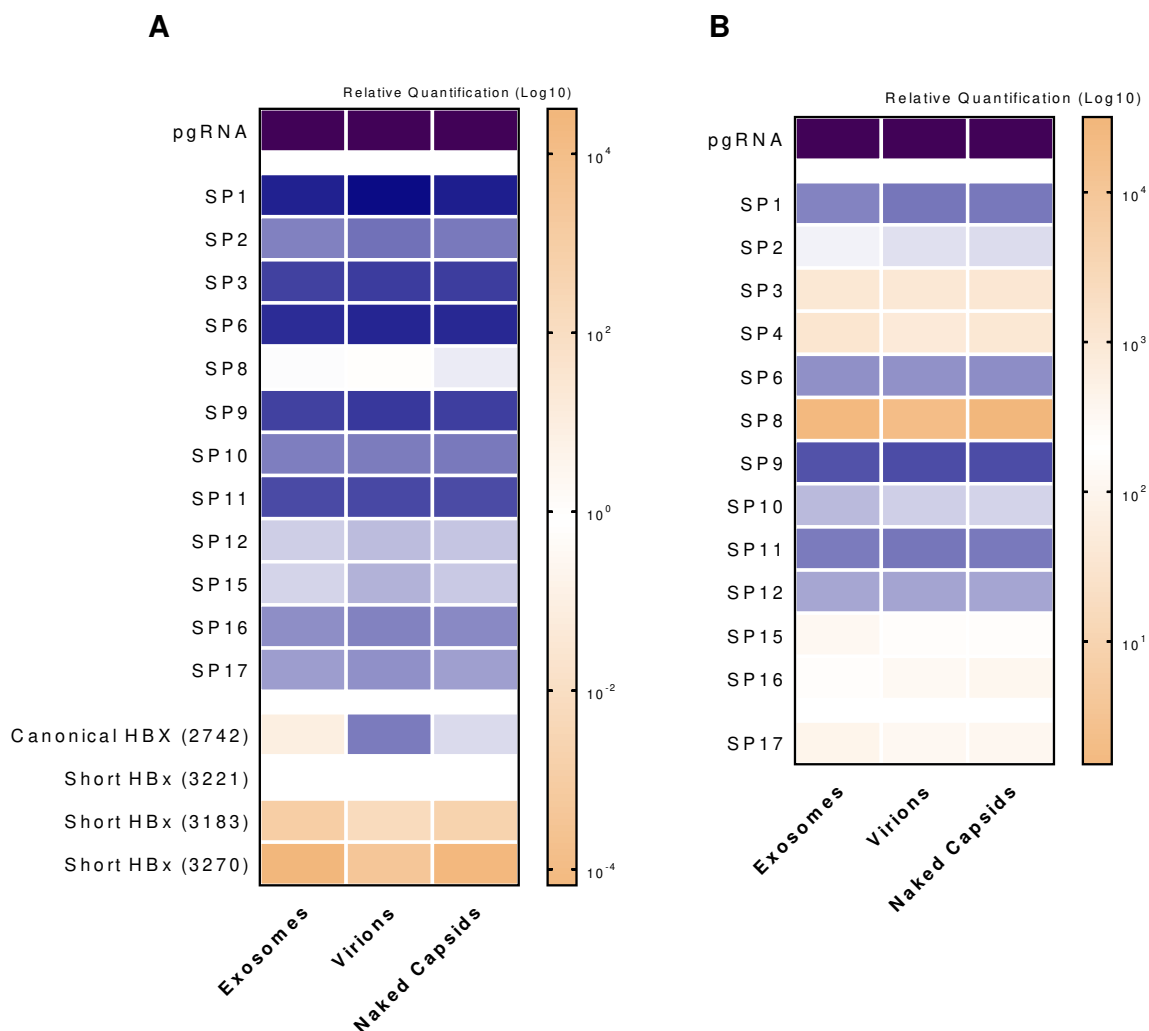 A
Relative Quantification (Log10)
pgRNA
SP1
SP2
SP3
SP6
SP8
SP9
SP10
SP11
SP12
SP15
SP16
SP17
Canonical HBX (2742)
Short HBx (3221)
Short HBx (3183)
Short HBx (3270)
10^4
10^2
10^0
10^-2
10^-4
Exosomes
Virions
Naked Capsids
B
Relative Quantification (Log10)
pgRNA
SP1
SP2
SP3
SP4
SP6
SP8
SP9
SP10
SP11
SP12
SP15
SP16
SP17
10^4
10^3
10^2
10^1
Exosomes
Virions
Naked Capsids